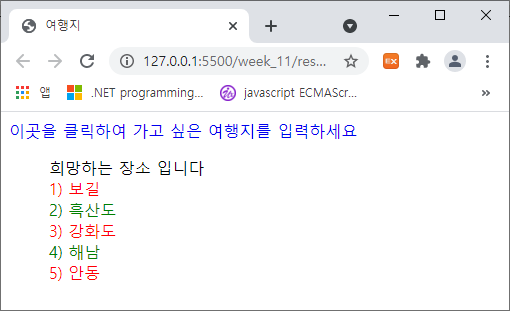 여행지
127.0.0.1:5500/week_11/res...
앱 .NET programming... javascript ECMAScr... »
이곳을 클릭하여 가고 싶은 여행지를 입력하세요
희망하는 장소 입니다
1) 보길
2) 흑산도
3) 강화도
4) 해남
5) 안동